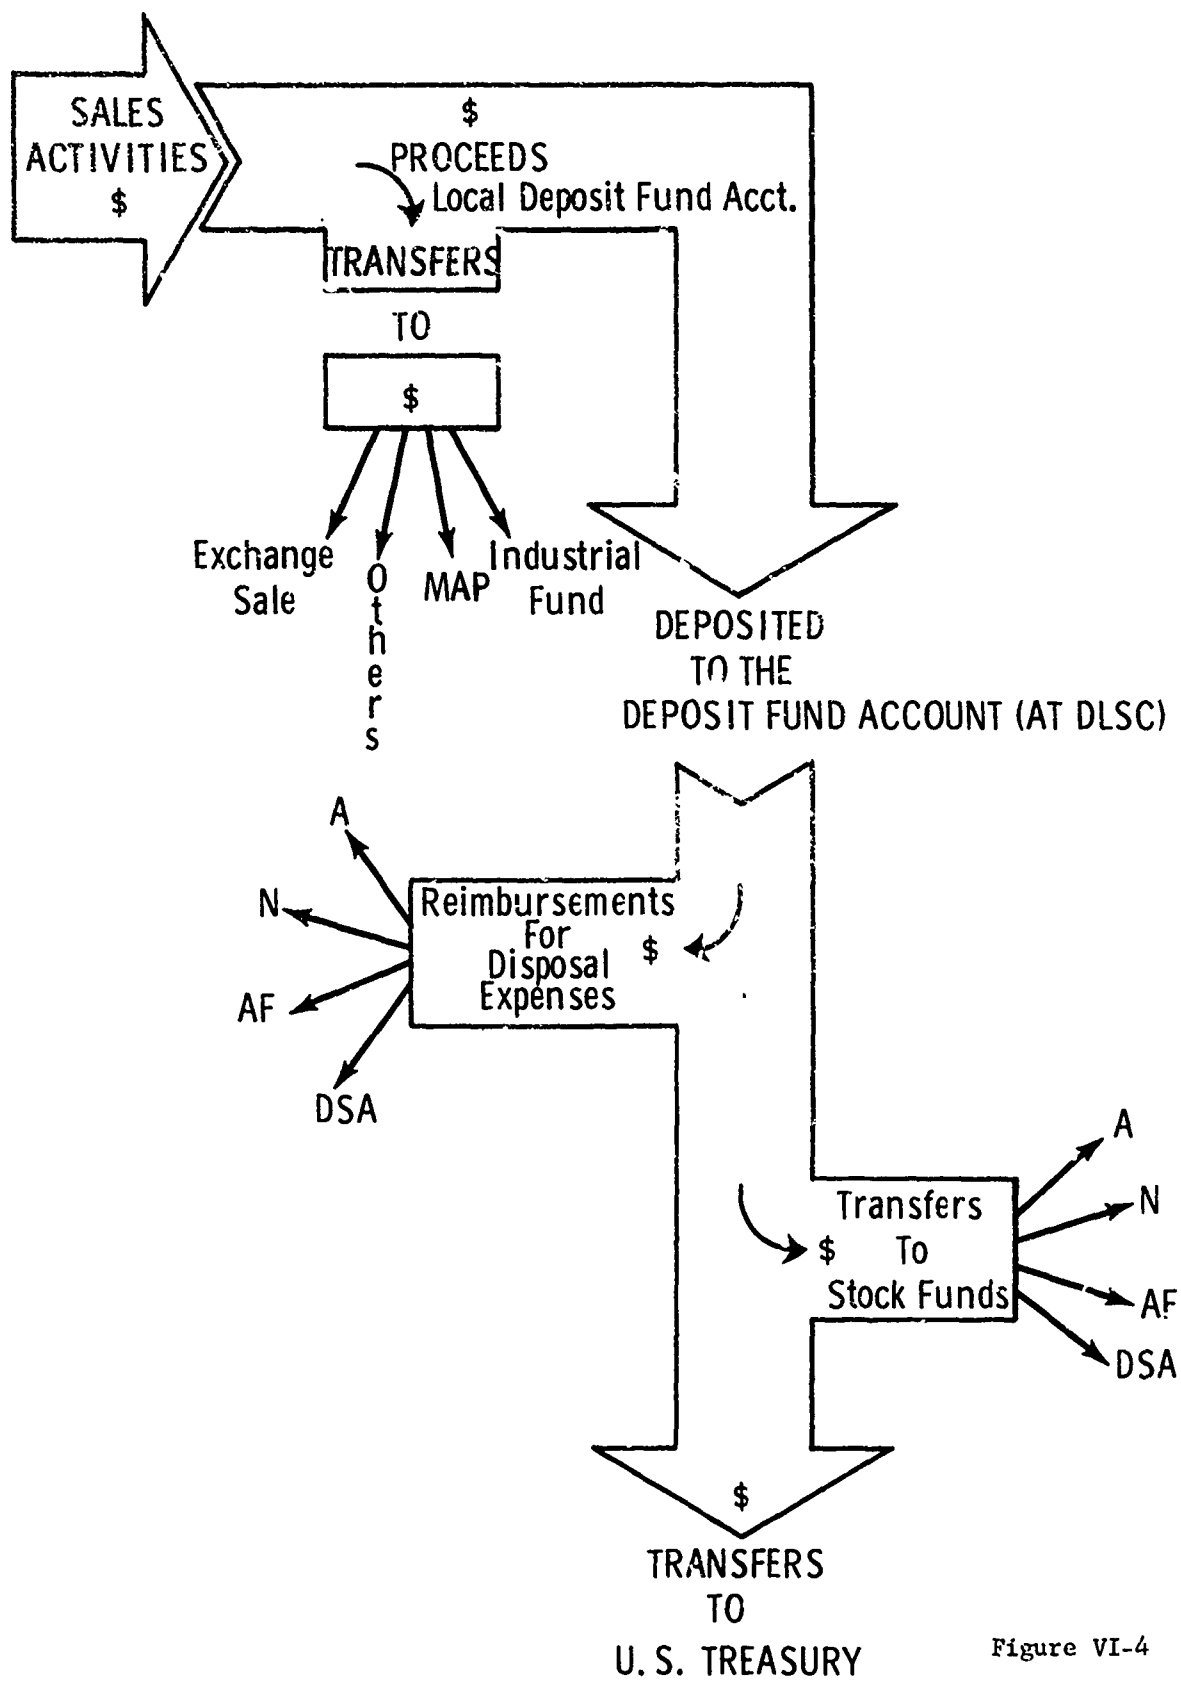 SALES
ACTIVITIES
$
$
PROCEEDS
Local Deposit Fund Acct.
TRANSFERS
TO
$
Exchange
Sale
Others
MAP
Industrial
Fund
DEPOSITED
TO THE
DEPOSIT FUND ACCOUNT (AT DLSC)
A
N
AF
DSA
Reimbursements
For
Disposal
Expenses
$
Transfers
$ To
Stock Funds
A
N
AF
DSA
$
TRANSFERS
TO
U.S. TREASURY
Figure VI-4